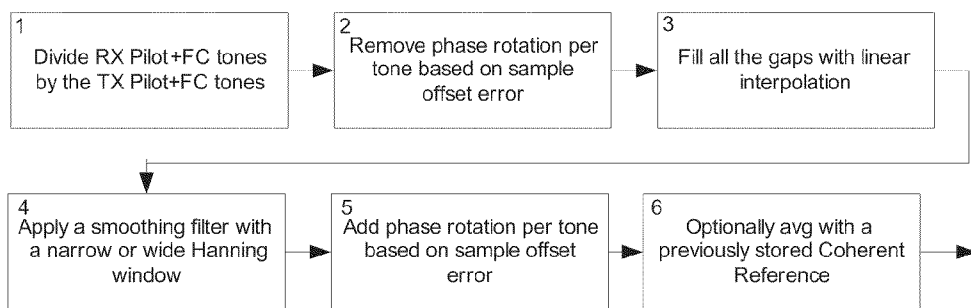 1
Divide RX Pilot+FC tones
by the TX Pilot+FC tones
2
Remove phase rotation per
tone based on sample
offset error
3
Fill all the gaps with linear
interpolation
4
Apply a smoothing filter with
a narrow or wide Hanning
window
5
Add phase rotation per tone
based on sample offset
error
6
Optionally avg with a
previously stored Coherent
Reference